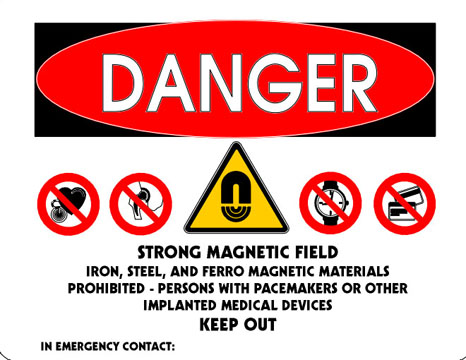 DANGER
STRONG MAGNETIC FIELD
IRON, STEEL, AND FERRO MAGNETIC MATERIALS
PROHIBITED - PERSONS WITH PACEMAKERS OR OTHER
IMPLANTED MEDICAL DEVICES
KEEP OUT
IN EMERGENCY CONTACT: